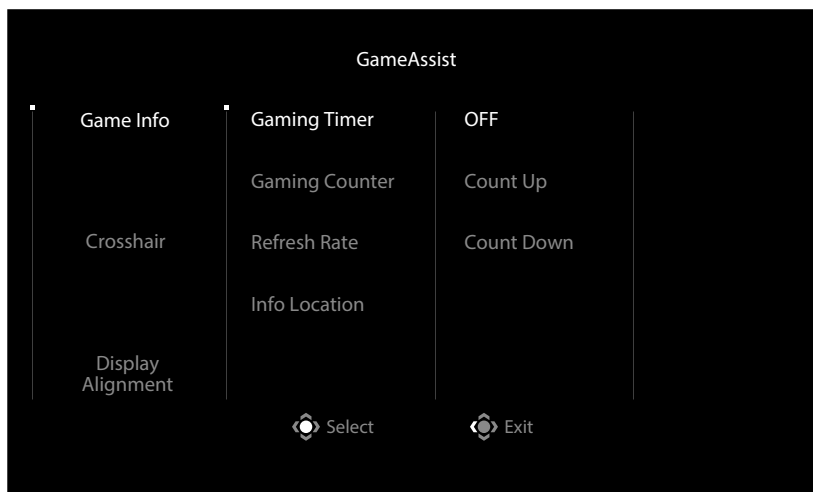 GameAssist
Game Info
Crosshair
Display
Alignment
Gaming Timer
Gaming Counter
Refresh Rate
Info Location
OFF
Count Up
Count Down
Select
Exit